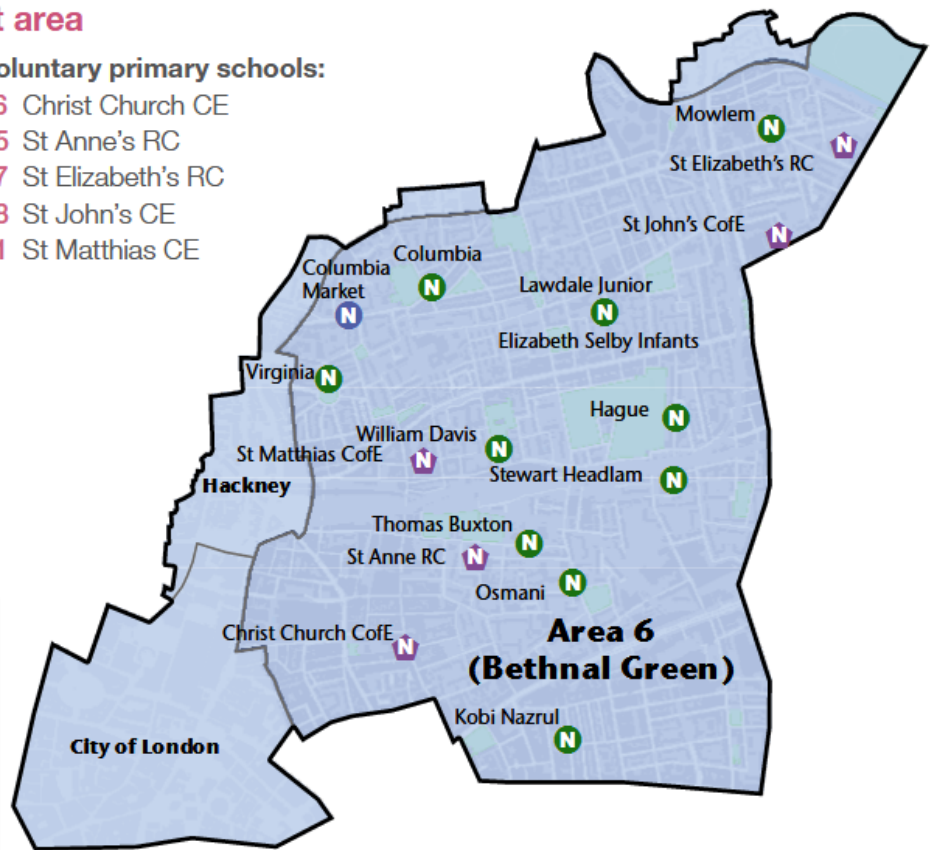 t area
oluntary primary schools:
6 Christ Church CE
5 St Anne's RC
7 St Elizabeth's RC
3 St John's CE
1 St Matthias CE
Mowlem
N
N
St Elizabeth's RC
St John's CofE
N
Columbia
Columbia
Market
N
N
Lawdale Junior
N
Elizabeth Selby Infants
Virginia
N
Hague
N
William Davis
N
St Matthias CofE
N
Stewart Headlam
N
Hackney
Thomas Buxton
N
St Anne RC
N
Osmani
N
Christ Church CofE
N
Area 6
(Bethnal Green)
Kobi Nazrul
N
City of London